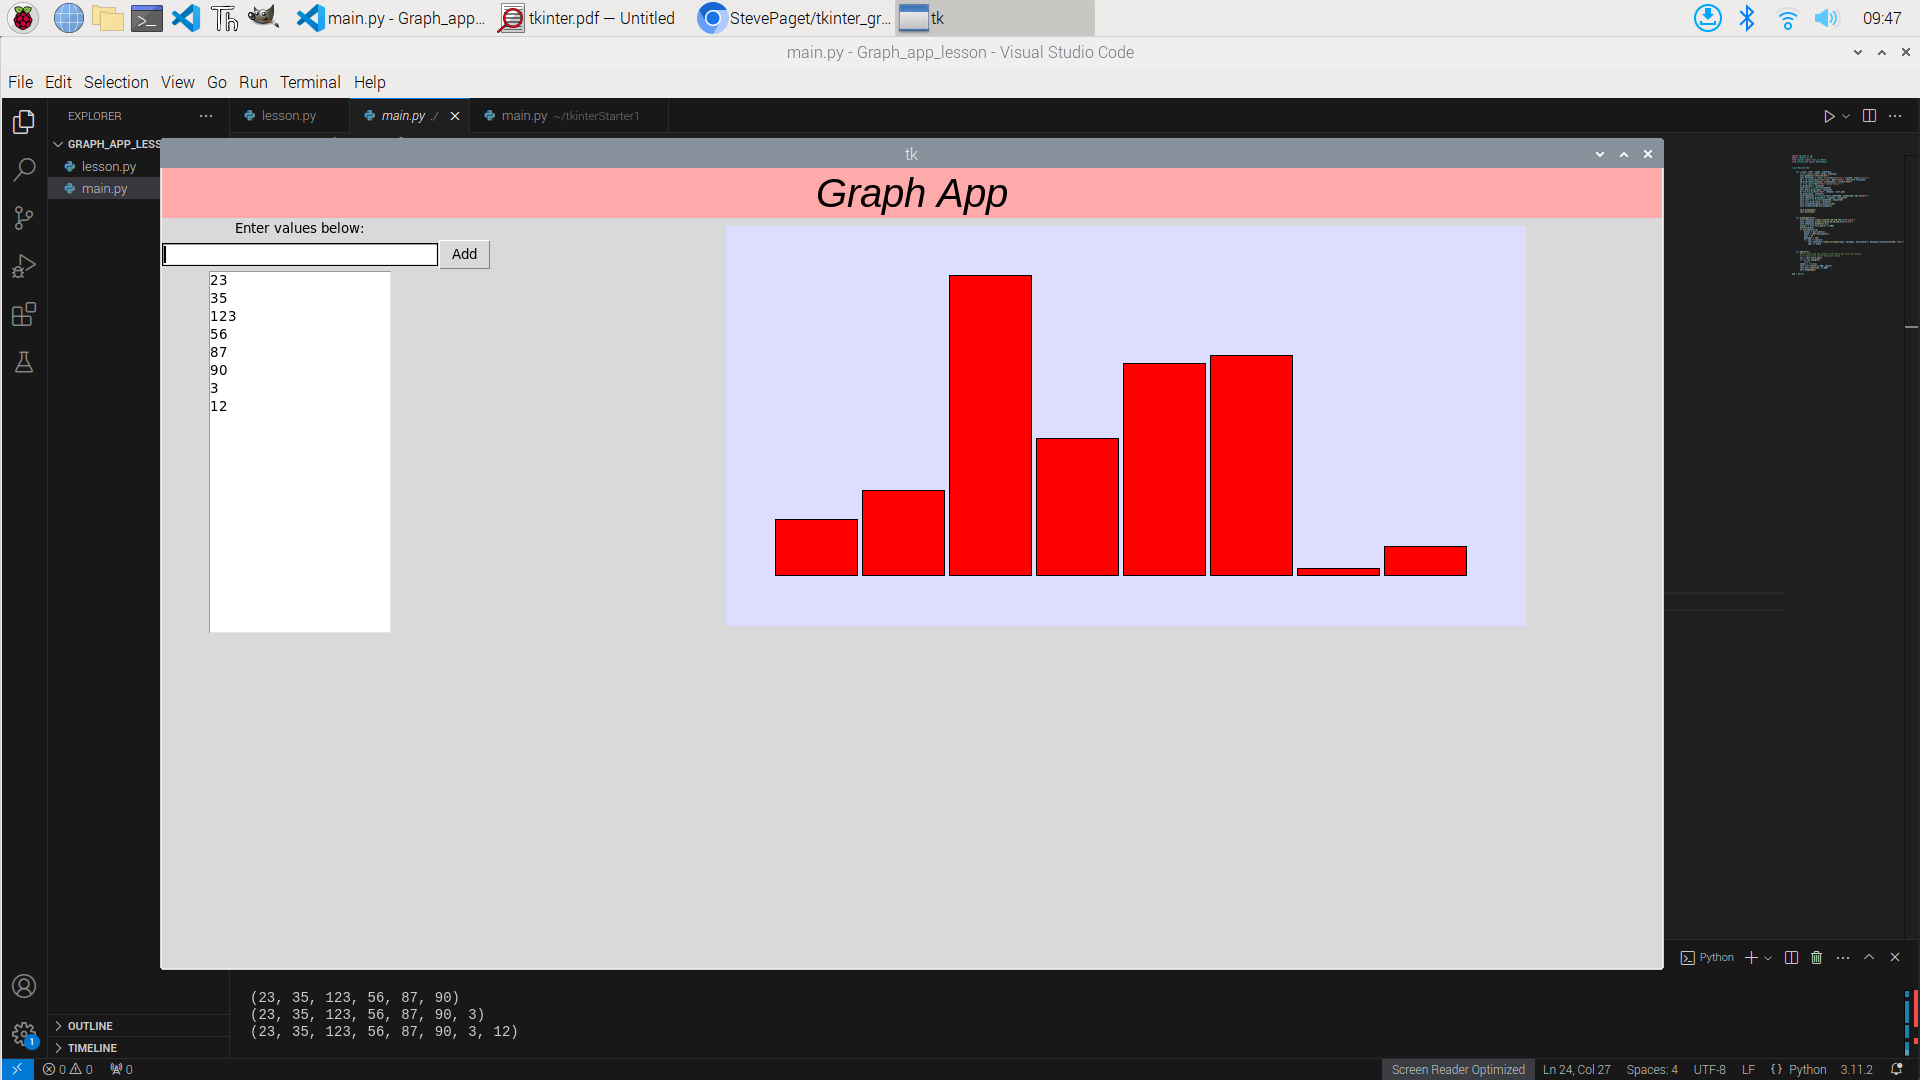 main.py - Graph_app...
tkinter.pdf — Untitled
StevePaget/tkinter_gr...
tk
09:47
main.py - Graph_app_lesson - Visual Studio Code
File Edit Selection View Go Run Terminal Help
EXPLORER
lesson.py
main.py ./
main.py ~/tkinterStarter1
GRAPH_APP_LESS
lesson.py
main.py
tk
Graph App
Enter values below:
Add
23
35
123
56
87
90
3
12
Python
(23, 35, 123, 56, 87, 90)
(23, 35, 123, 56, 87, 90, 3)
(23, 35, 123, 56, 87, 90, 3, 12)
OUTLINE
TIMELINE
1
0 0 0
Screen Reader Optimized
Ln 24, Col 27
Spaces: 4
UTF-8
LF
Python
3.11.2